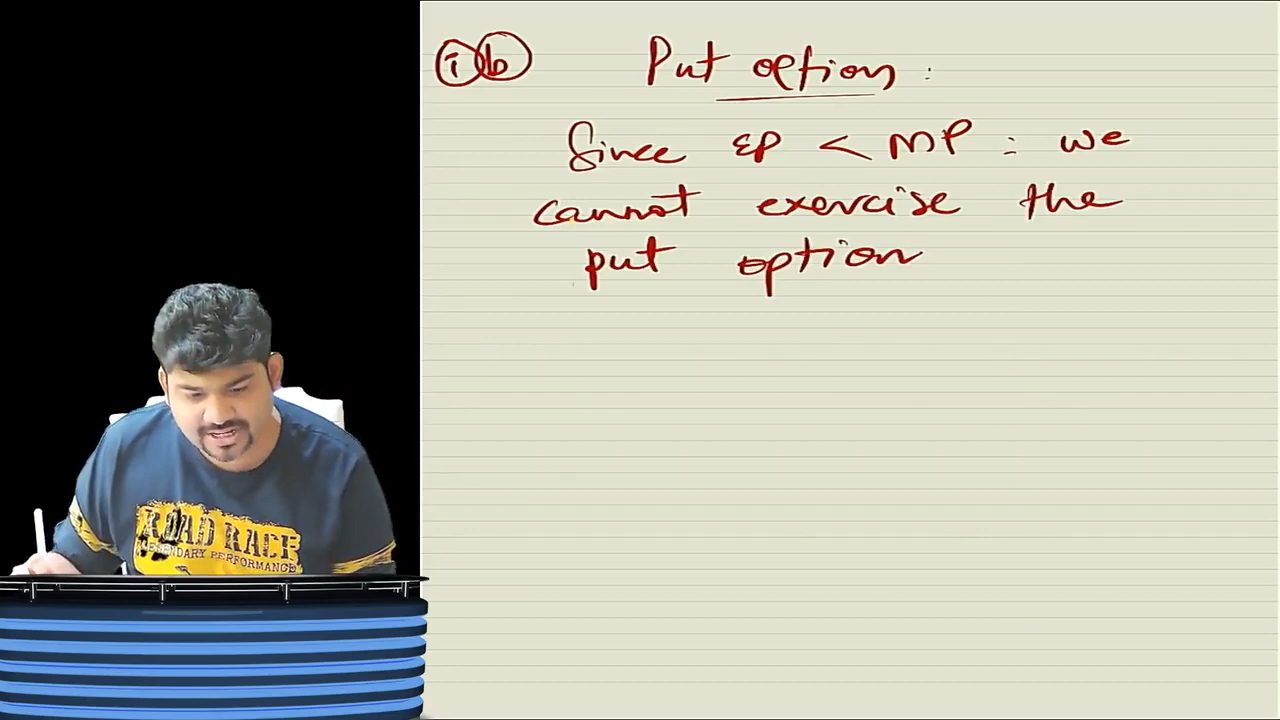 i b Put option :
Since EP < MP : we
cannot exercise the
put option
ROAD RACE
LEGENDARY PERFORMANCE